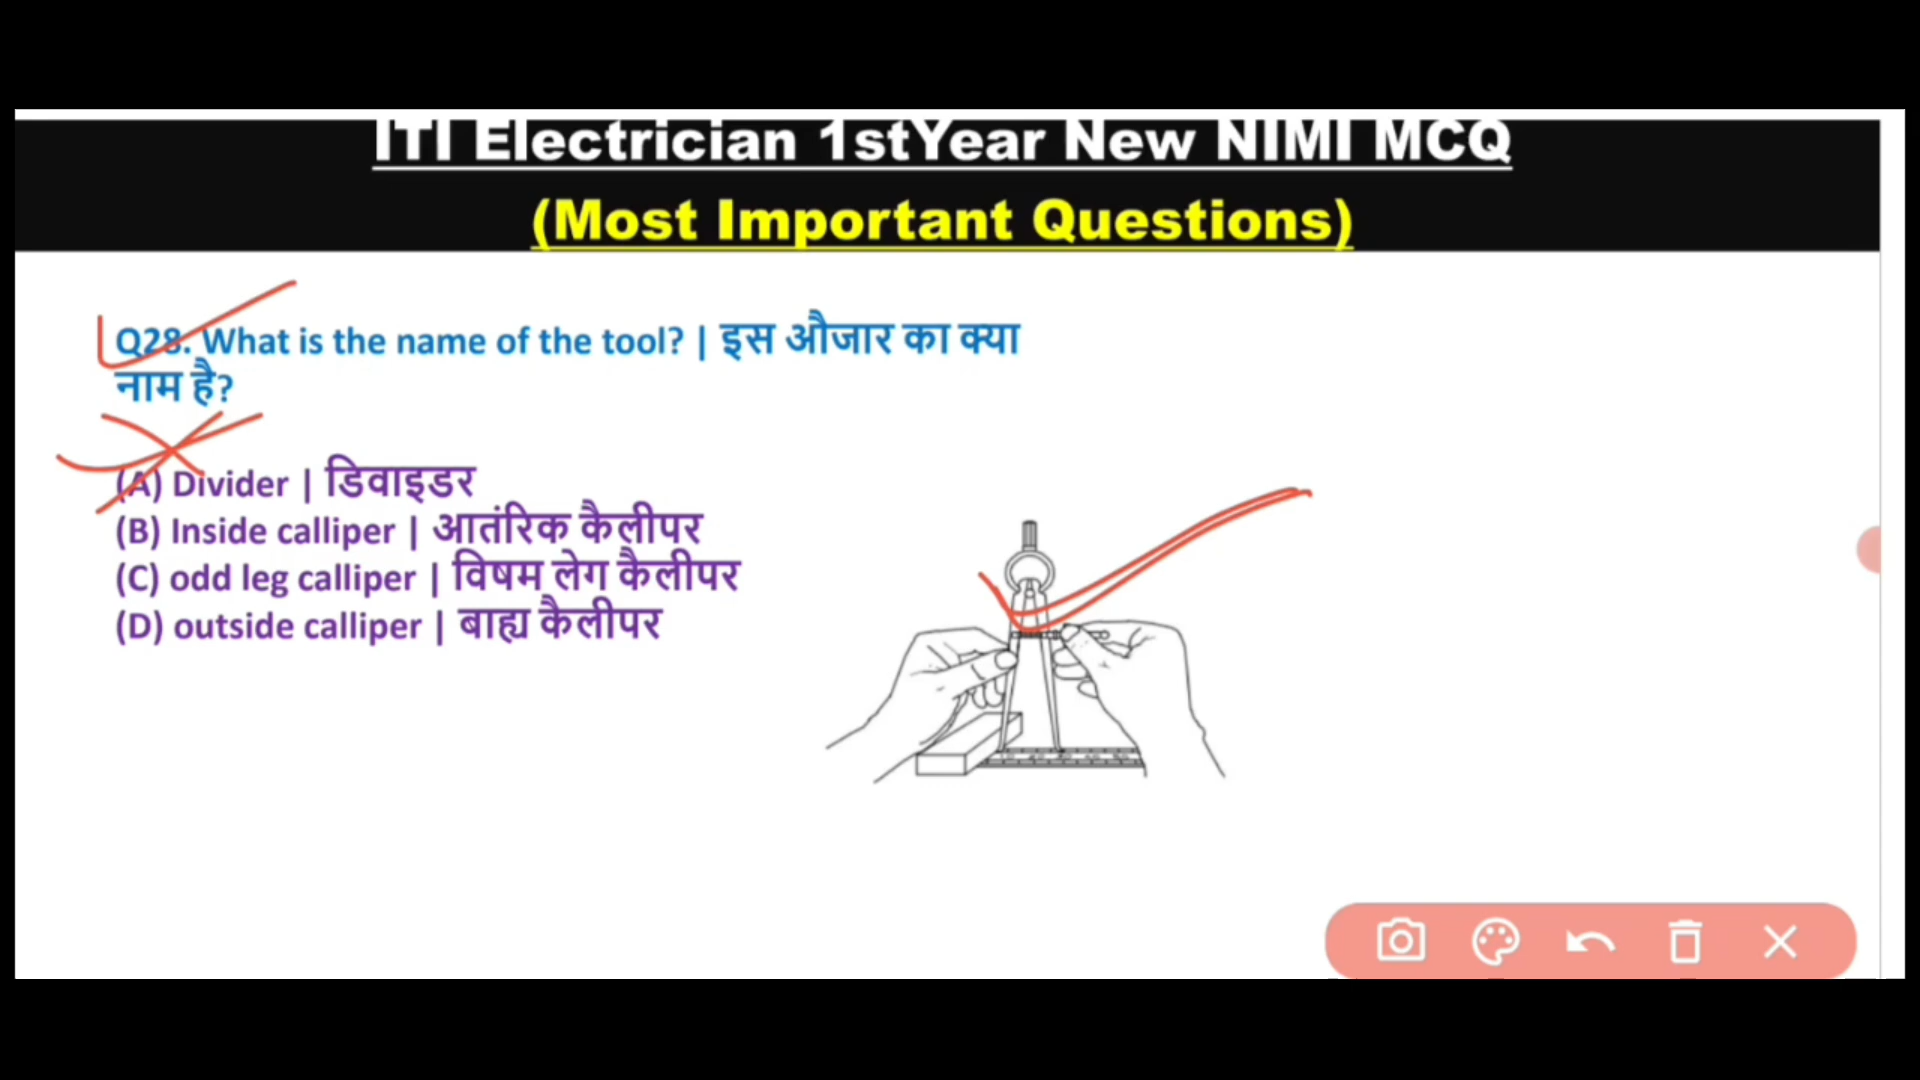 ITI Electrician 1stYear New NIMI MCQ
(Most Important Questions)
Q28. What is the name of the tool? | इस औजार का क्या
नाम है?
(A) Divider | डिवाइडर
(B) Inside calliper | आतंरिक कैलीपर
(C) odd leg calliper | विषम लेग कैलीपर
(D) outside calliper | बाह्य कैलीपर